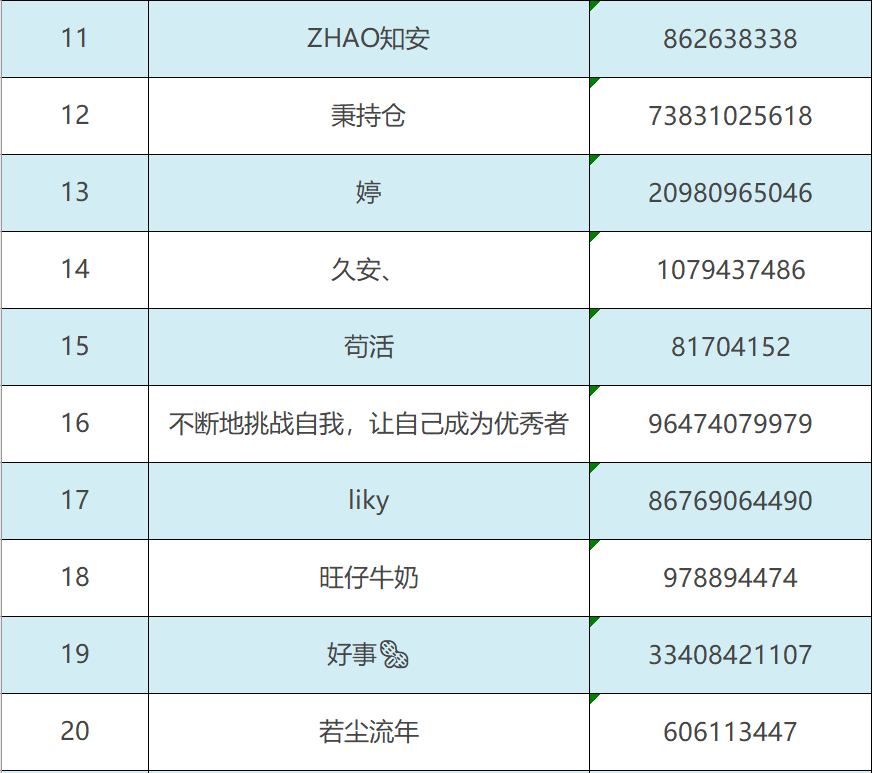 11 ZHAO知安 862638338
12 秉持仓 73831025618
13 婷 20980965046
14 久安、 1079437486
15 苟活 81704152
16 不断地挑战自我，让自己成为优秀者 96474079979
17 liky 86769064490
18 旺仔牛奶 978894474
19 好事🥜 33408421107
20 若尘流年 606113447